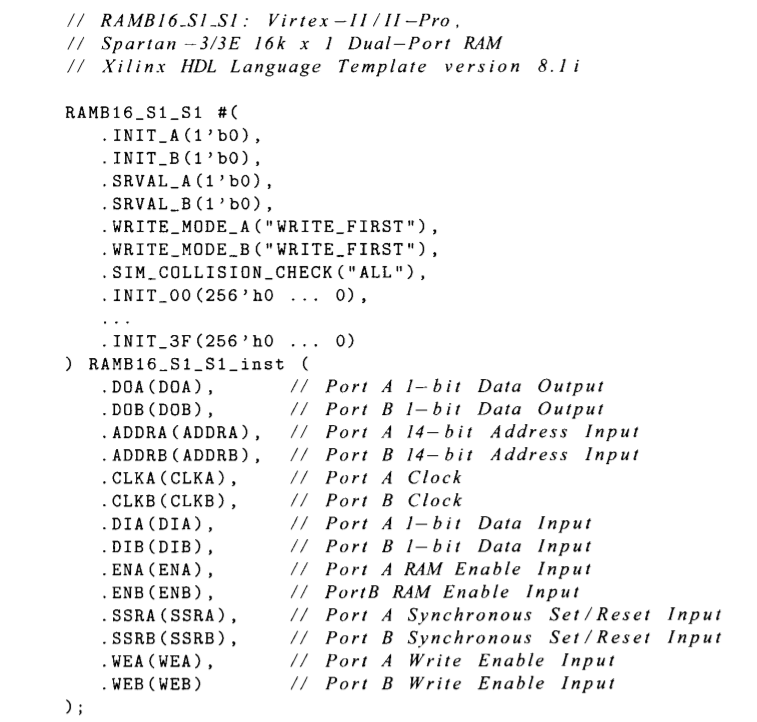 // RAMB16_S1_S1: Virtex-II/II-Pro,
// Spartan-3/3E 16k x 1 Dual-Port RAM
// Xilinx HDL Language Template version 8.1i

RAMB16_S1_S1 #(
   .INIT_A(1'b0),
   .INIT_B(1'b0),
   .SRVAL_A(1'b0),
   .SRVAL_B(1'b0),
   .WRITE_MODE_A("WRITE_FIRST"),
   .WRITE_MODE_B("WRITE_FIRST"),
   .SIM_COLLISION_CHECK("ALL"),
   .INIT_00(256'h0 ... 0),
   ...
   .INIT_3F(256'h0 ... 0)
) RAMB16_S1_S1_inst (
   .DOA(DOA),      // Port A 1-bit Data Output
   .DOB(DOB),      // Port B 1-bit Data Output
   .ADDRA(ADDRA),  // Port A 14-bit Address Input
   .ADDRB(ADDRB),  // Port B 14-bit Address Input
   .CLKA(CLKA),    // Port A Clock
   .CLKB(CLKB),    // Port B Clock
   .DIA(DIA),      // Port A 1-bit Data Input
   .DIB(DIB),      // Port B 1-bit Data Input
   .ENA(ENA),      // Port A RAM Enable Input
   .ENB(ENB),      // PortB RAM Enable Input
   .SSRA(SSRA),    // Port A Synchronous Set/Reset Input
   .SSRB(SSRB),    // Port B Synchronous Set/Reset Input
   .WEA(WEA),      // Port A Write Enable Input
   .WEB(WEB)       // Port B Write Enable Input
);